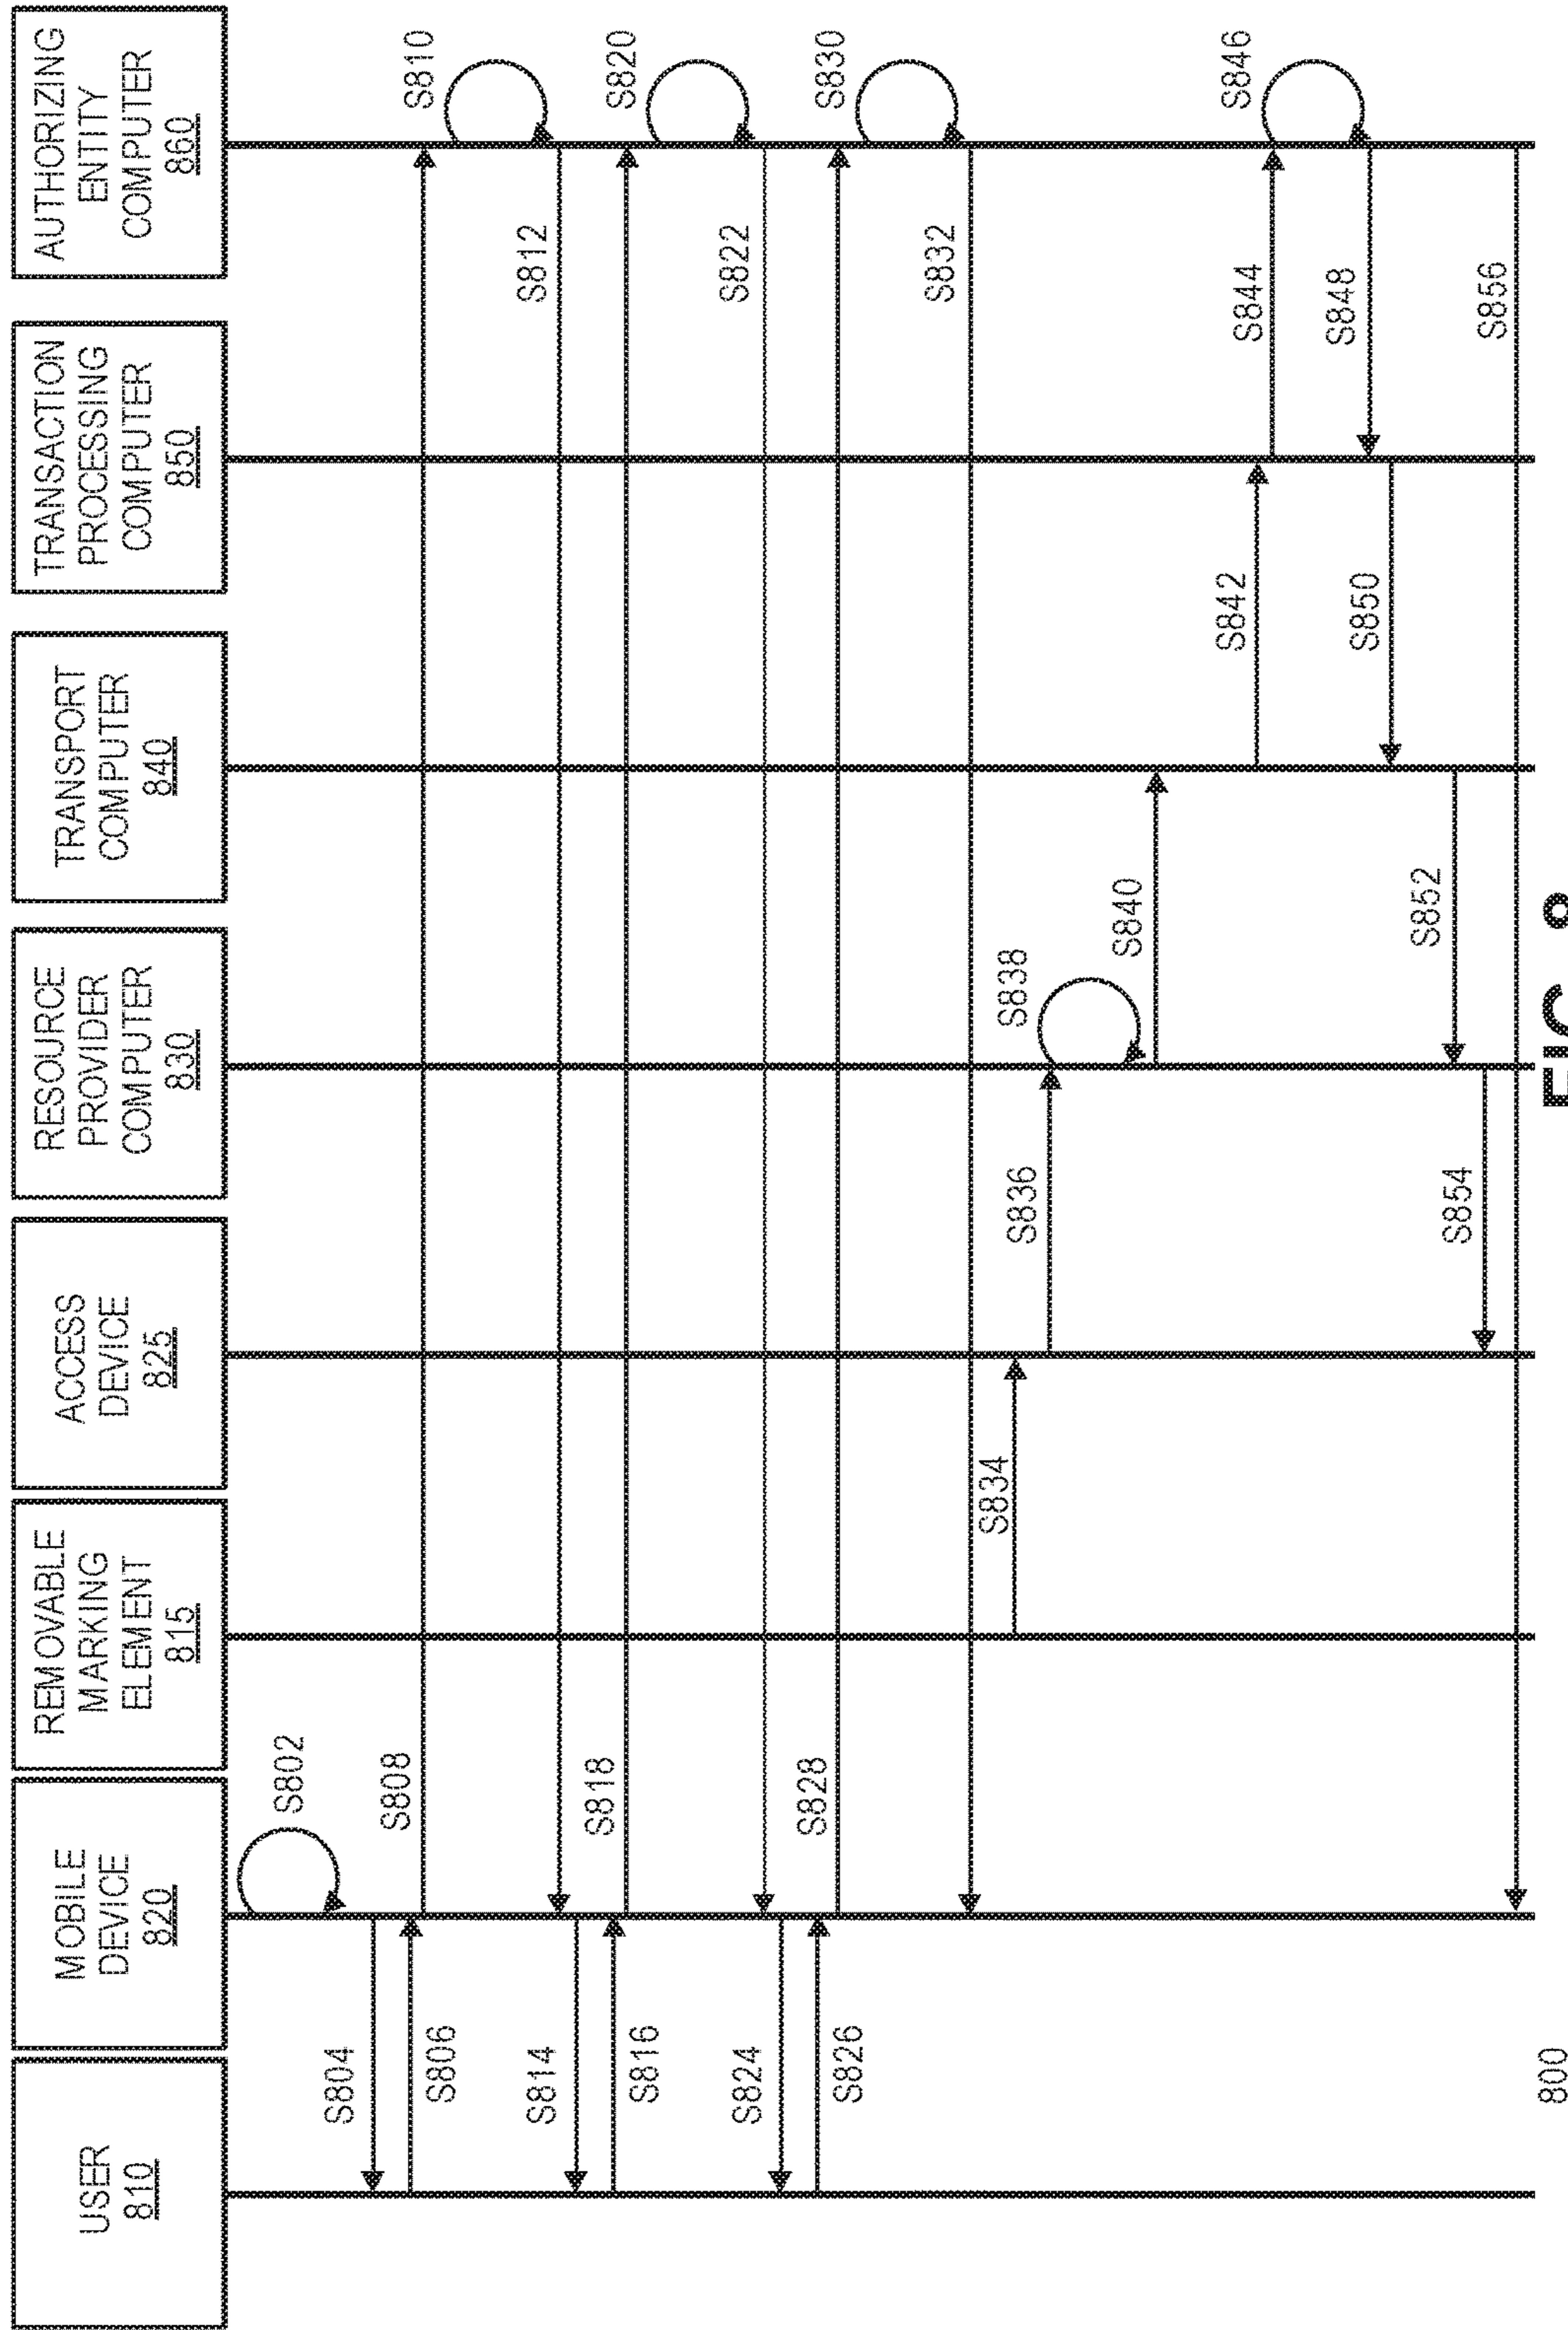 USER
810
MOBILE
DEVICE
820
REMOVABLE
MARKING
ELEMENT
815
ACCESS
DEVICE
825
RESOURCE
PROVIDER
COMPUTER
830
TRANSPORT
COMPUTER
840
TRANSACTION
PROCESSING
COMPUTER
850
AUTHORIZING
ENTITY
COMPUTER
860
S802
S804
S806
S808
S810
S812
S814
S816
S818
S820
S822
S824
S826
S828
S830
S832
S834
S836
S838
S840
S842
S844
S846
S848
S850
S852
S854
S856
800
FIG. 8